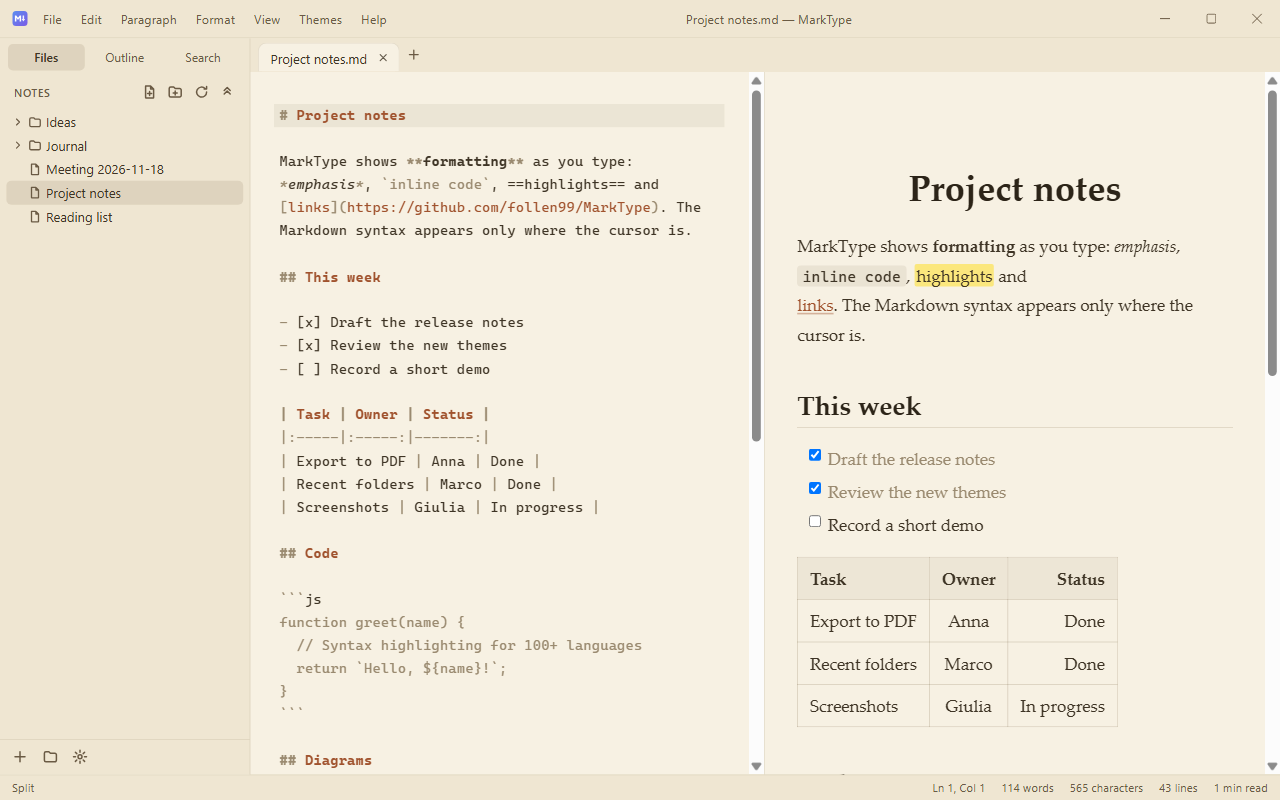 File Edit Paragraph Format View Themes Help
Project notes.md — MarkType
Files Outline Search
NOTES
Ideas
Journal
Meeting 2026-11-18
Project notes
Reading list
Project notes.md
# Project notes
MarkType shows **formatting** as you type:
*emphasis*, `inline code`, ==highlights== and
[links](https://github.com/follen99/MarkType). The
Markdown syntax appears only where the cursor is.
## This week
- [x] Draft the release notes
- [x] Review the new themes
- [ ] Record a short demo
| Task | Owner | Status |
|:-----|:-----:|-------:|
| Export to PDF | Anna | Done |
| Recent folders | Marco | Done |
| Screenshots | Giulia | In progress |
## Code
```js
function greet(name) {
  // Syntax highlighting for 100+ languages
  return `Hello, ${name}!`;
}
```
## Diagrams
Project notes
MarkType shows formatting as you type: emphasis,
inline code, highlights and
links. The Markdown syntax appears only where the
cursor is.
This week
Draft the release notes
Review the new themes
Record a short demo
Task Owner Status
Export to PDF Anna Done
Recent folders Marco Done
Screenshots Giulia In progress
Split
Ln 1, Col 1 114 words 565 characters 43 lines 1 min read